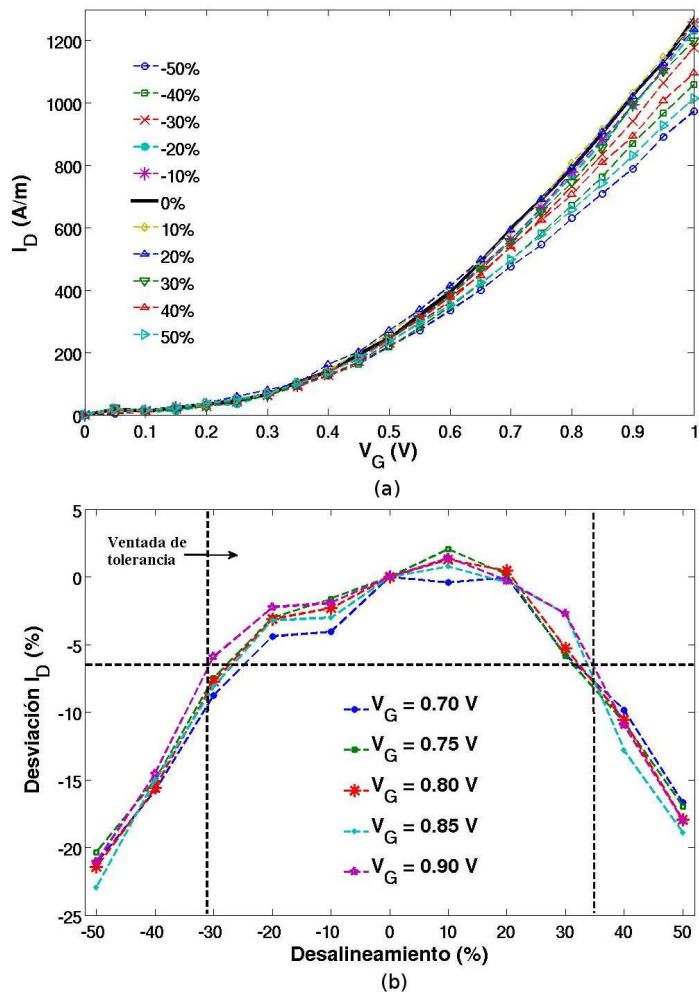 1200
1000
800
600
400
200
0
I_D (A/m)
-50%
-40%
-30%
-20%
-10%
0%
10%
20%
30%
40%
50%
0 0.1 0.2 0.3 0.4 0.5 0.6 0.7 0.8 0.9 1
V_G (V)
(a)
5
0
-5
-10
-15
-20
-25
Desviación I_D (%)
Ventada de
tolerancia
V_G = 0.70 V
V_G = 0.75 V
V_G = 0.80 V
V_G = 0.85 V
V_G = 0.90 V
-50 -40 -30 -20 -10 0 10 20 30 40 50
Desalineamiento (%)
(b)